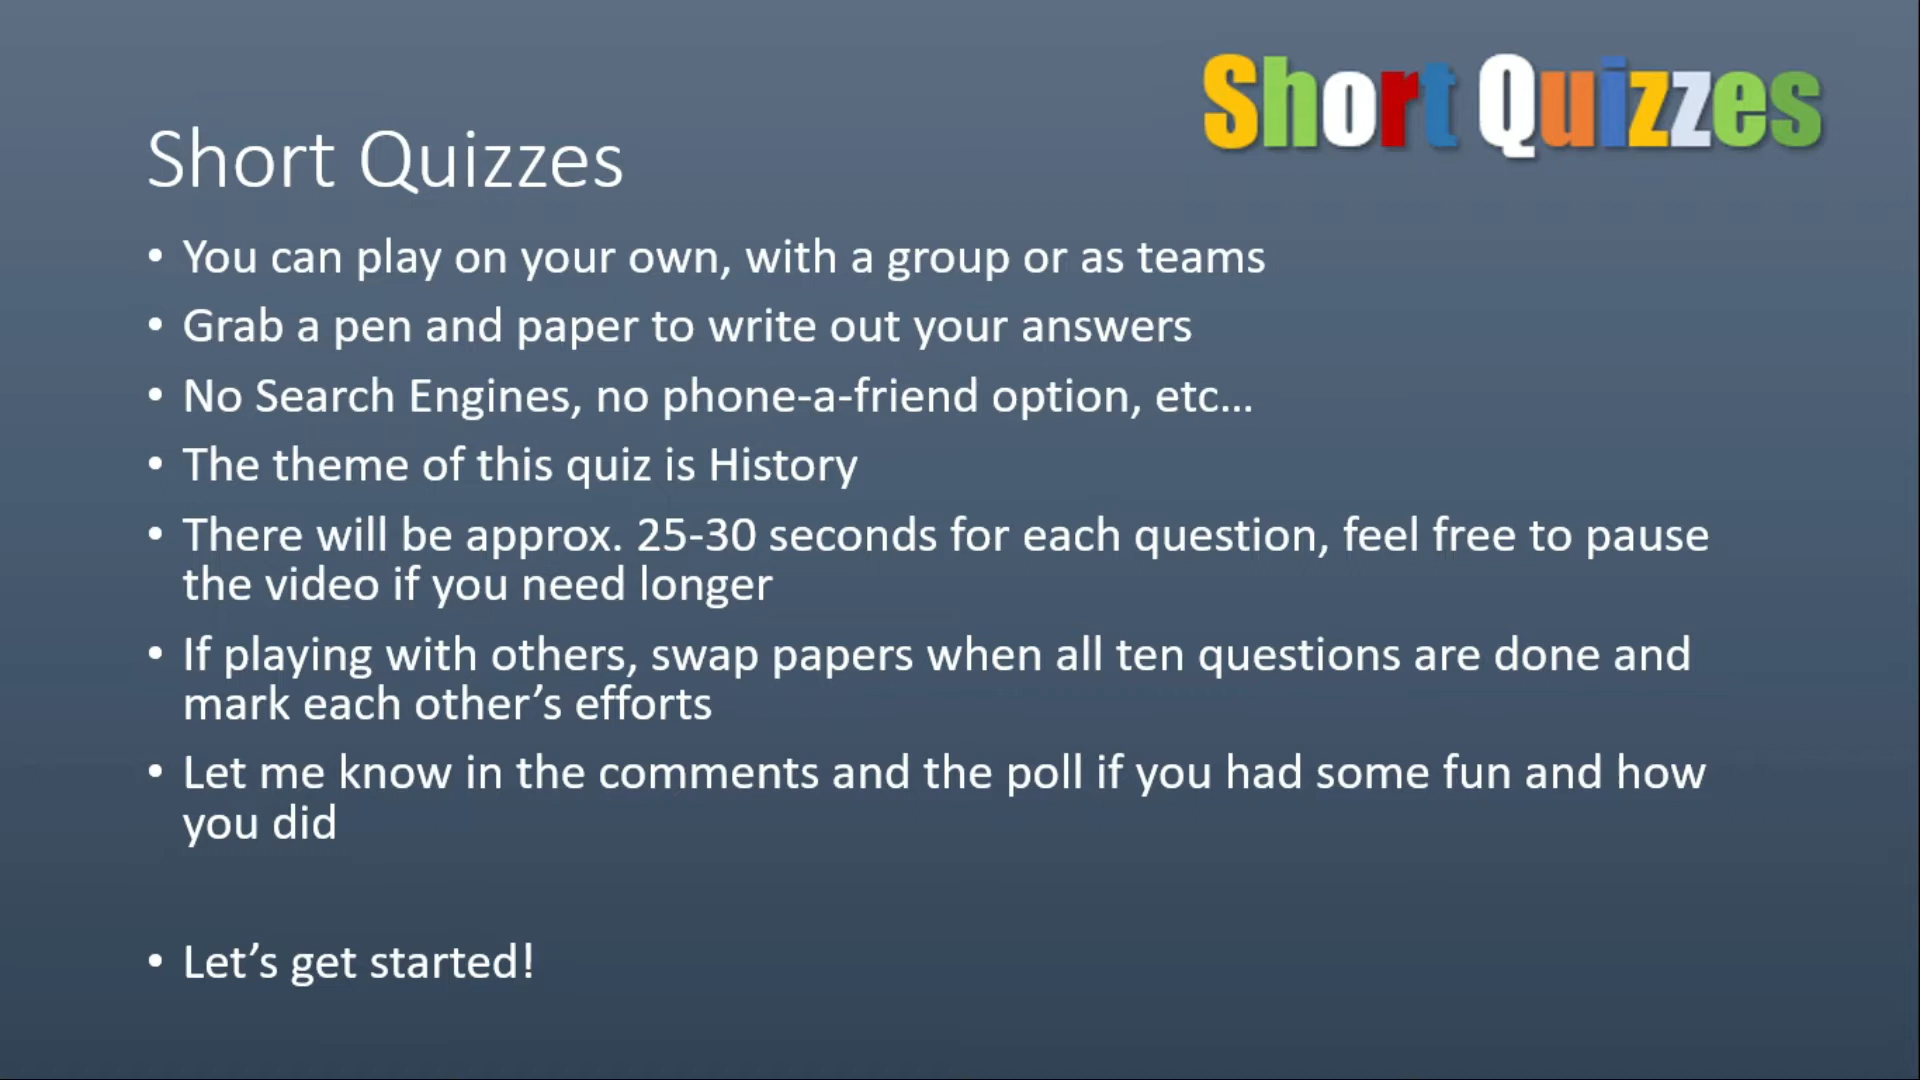 Short Quizzes
Short Quizzes
• You can play on your own, with a group or as teams
• Grab a pen and paper to write out your answers
• No Search Engines, no phone-a-friend option, etc...
• The theme of this quiz is History
• There will be approx. 25-30 seconds for each question, feel free to pause
the video if you need longer
• If playing with others, swap papers when all ten questions are done and
mark each other’s efforts
• Let me know in the comments and the poll if you had some fun and how
you did
• Let’s get started!